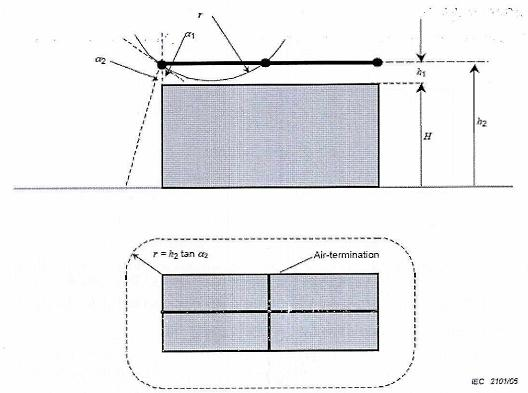 r
α1
α2
r
h1
H
h2
r = h2 tan α2
Air-termination
IEC 2101/05